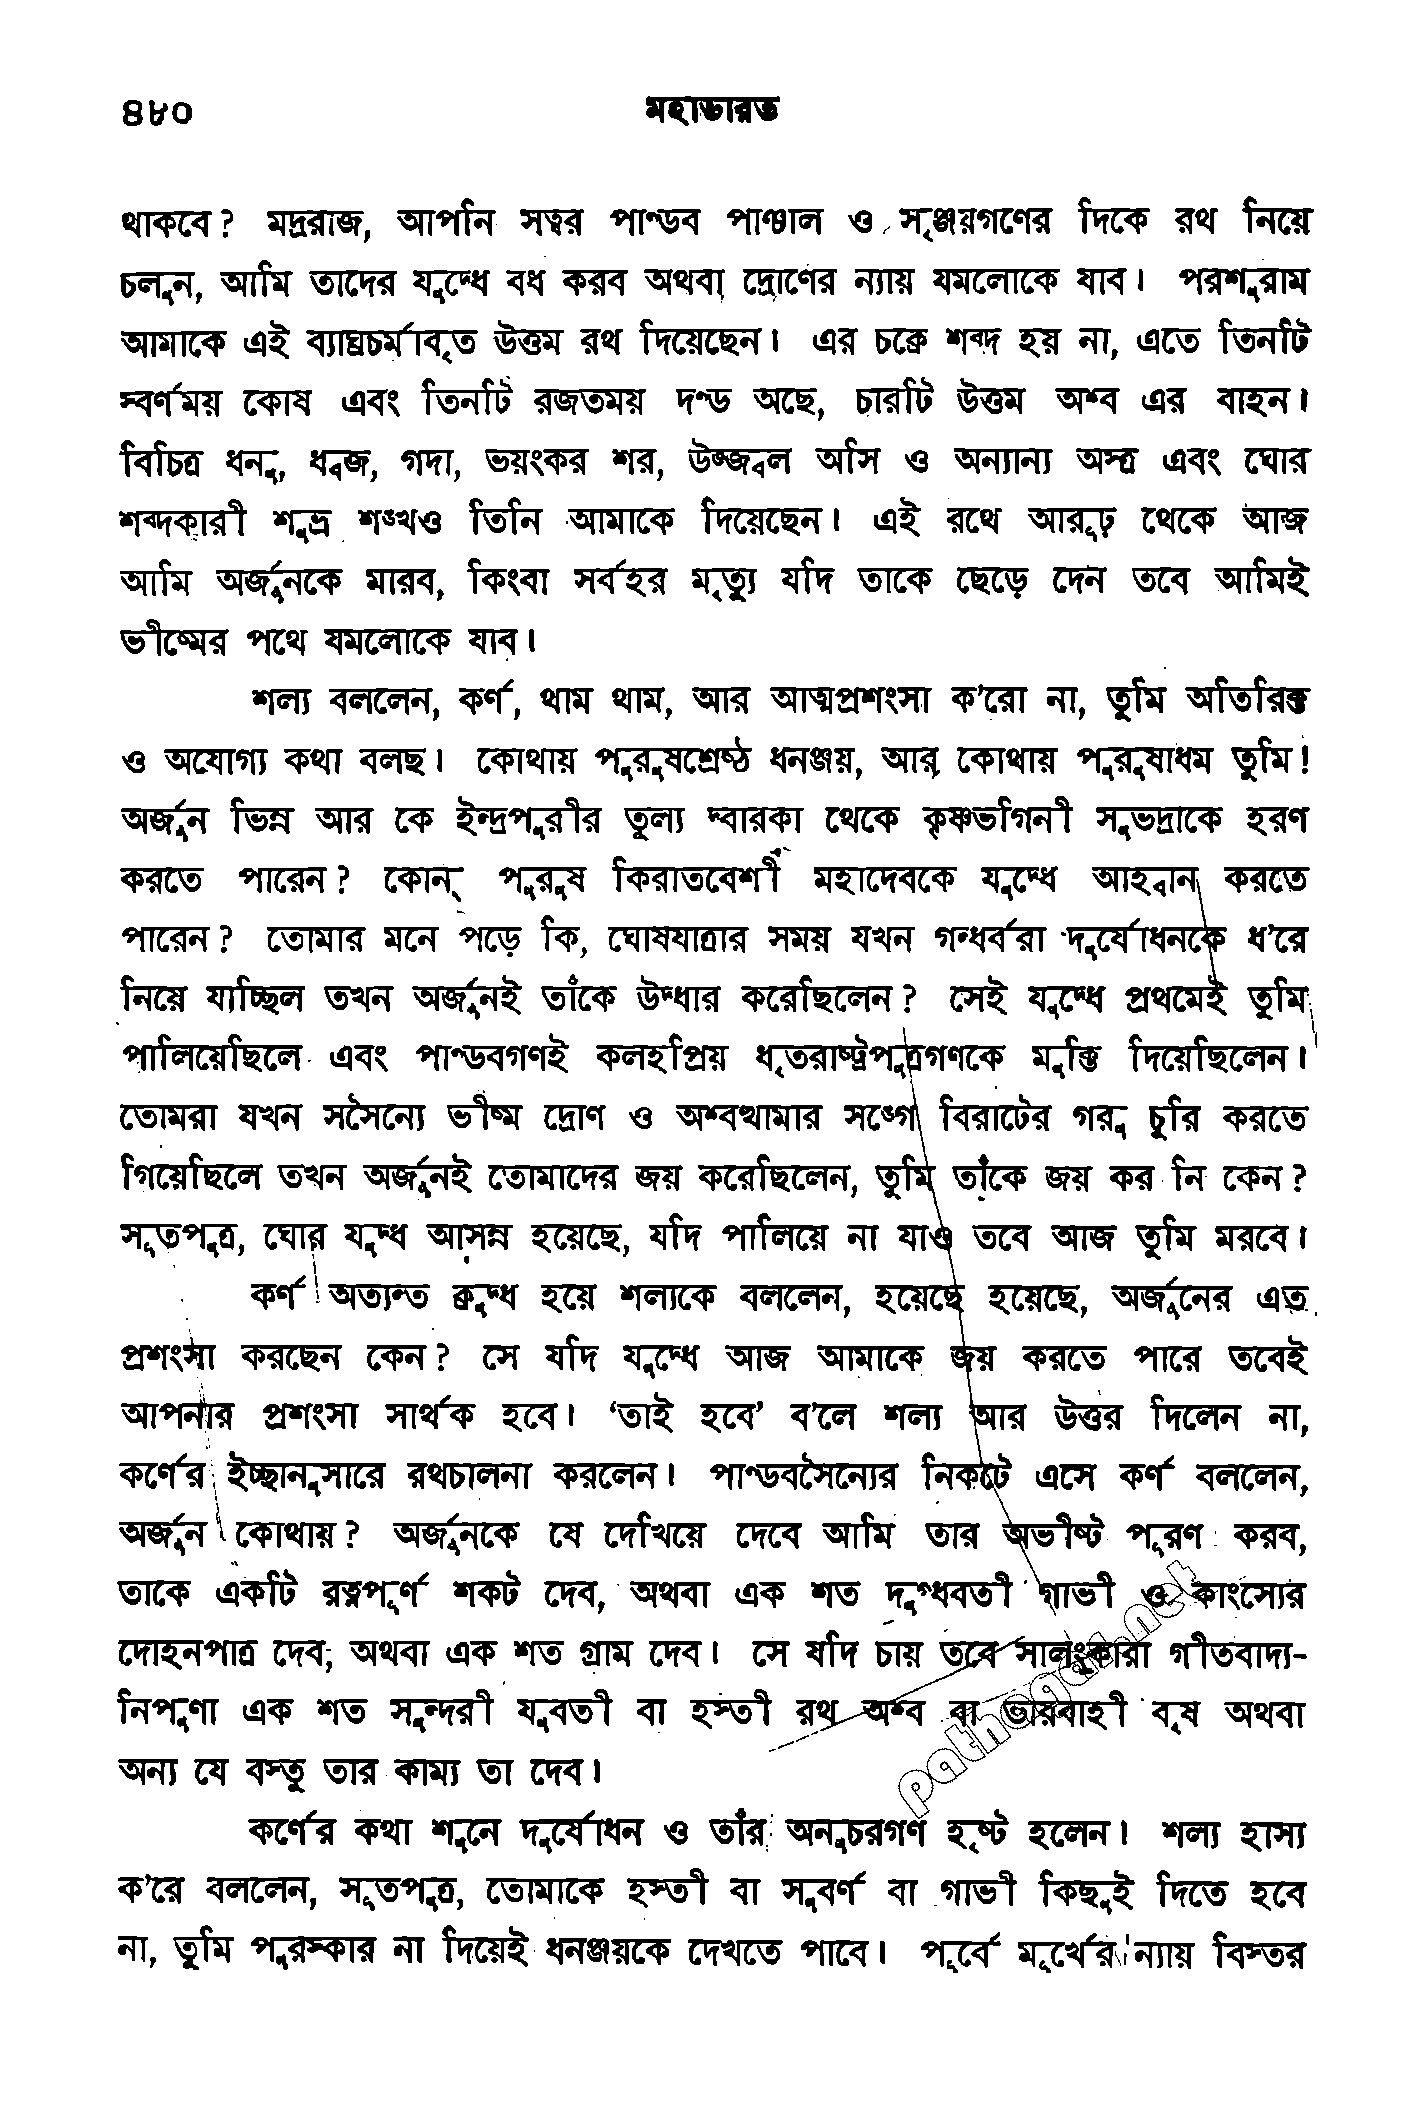 ৪৮০
মহাভারত
থাকবে? মদ্ররাজ, আপনি সত্বর পাণ্ডব পাঞ্চাল ও সৃঞ্জয়গণের দিকে রথ নিয়ে
চলুন, আমি তাদের যুদ্ধে বধ করব অথবা দ্রোণের ন্যায় যমলোকে যাব। পরশুরাম
আমাকে এই ব্যাঘ্রচর্মাবৃত উত্তম রথ দিয়েছেন। এর চক্রে শব্দ হয় না, এতে তিনটি
স্বর্ণময় কোষ এবং তিনটি রজতময় দণ্ড অছে, চারটি উত্তম অশ্ব এর বাহন।
বিচিত্র ধনু, ধ্বজ, গদা, ভয়ংকর শর, উজ্জ্বল অসি ও অন্যান্য অস্ত্র এবং ঘোর
শব্দকারী শুভ্র শঙ্খও তিনি আমাকে দিয়েছেন। এই রথে আরূঢ় থেকে আজ
আমি অর্জুনকে মারব, কিংবা সর্বহর মৃত্যু যদি তাকে ছেড়ে দেন তবে আমিই
ভীষ্মের পথে যমলোকে যাব।
শল্য বললেন, কর্ণ, থাম থাম, আর আত্মপ্রশংসা ক'রো না, তুমি অতিরিক্ত
ও অযোগ্য কথা বলছ। কোথায় পুরুষশ্রেষ্ঠ ধনঞ্জয়, আর কোথায় পুরুষাধম তুমি!
অর্জুন ভিন্ন আর কে ইন্দ্রপুরীর তুল্য দ্বারকা থেকে কৃষ্ণভগিনী সুভদ্রাকে হরণ
করতে পারেন? কোন্ পুরুষ কিরাতবেশী মহাদেবকে যুদ্ধে আহ্বান করতে
পারেন? তোমার মনে পড়ে কি, ঘোষযাত্রার সময় যখন গন্ধর্বরা দুর্যোধনকে ধ'রে
নিয়ে যাচ্ছিল তখন অর্জুনই তাঁকে উদ্ধার করেছিলেন? সেই যুদ্ধে প্রথমেই তুমি
পালিয়েছিলে এবং পাণ্ডবগণই কলহপ্রিয় ধৃতরাষ্ট্রপুত্রগণকে মুক্তি দিয়েছিলেন।
তোমরা যখন সসৈন্যে ভীষ্ম দ্রোণ ও অশ্বত্থামার সঙ্গে বিরাটের গরু চুরি করতে
গিয়েছিলে তখন অর্জুনই তোমাদের জয় করেছিলেন, তুমি তাঁকে জয় কর নি কেন?
সূতপুত্র, ঘোর যুদ্ধ আসন্ন হয়েছে, যদি পালিয়ে না যাও তবে আজ তুমি মরবে।
কর্ণ অত্যন্ত ক্রুদ্ধ হয়ে শল্যকে বললেন, হয়েছে হয়েছে, অর্জুনের এত
প্রশংসা করছেন কেন? সে যদি যুদ্ধে আজ আমাকে জয় করতে পারে তবেই
আপনার প্রশংসা সার্থক হবে। ‘তাই হবে’ ব'লে শল্য আর উত্তর দিলেন না,
কর্ণের ইচ্ছানুসারে রথচালনা করলেন। পাণ্ডবসৈন্যের নিকটে এসে কর্ণ বললেন,
অর্জুন কোথায়? অর্জুনকে যে দেখিয়ে দেবে আমি তার অভীষ্ট পূরণ করব,
তাকে একটি রত্নপূর্ণ শকট দেব, অথবা এক শত দুগ্ধবতী গাভী ও কাংস্যের
দোহনপাত্র দেব; অথবা এক শত গ্রাম দেব। সে যদি চায় তবে সালংকারা গীতবাদ্য-
নিপুণা এক শত সুন্দরী যুবতী বা হস্তী রথ অশ্ব বা ভারবাহী বৃষ অথবা
অন্য যে বস্তু তার কাম্য তা দেব।
কর্ণের কথা শুনে দুর্যোধন ও তাঁর অনুচরগণ হৃষ্ট হলেন। শল্য হাস্য
ক'রে বললেন, সূতপুত্র, তোমাকে হস্তী বা সুবর্ণ বা গাভী কিছুই দিতে হবে
না, তুমি পুরস্কার না দিয়েই ধনঞ্জয়কে দেখতে পাবে। পূর্বে মূর্খের ন্যায় বিস্তর
pathagar.net